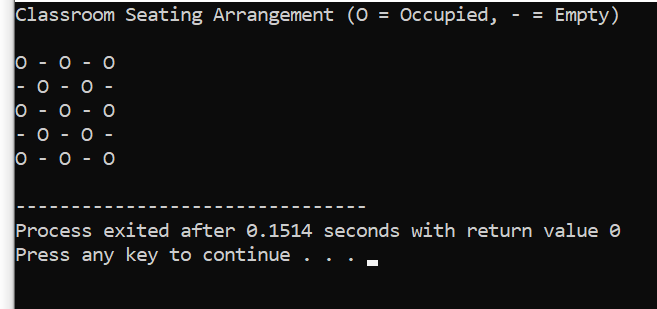 Classroom Seating Arrangement (O = Occupied, - = Empty)
O - O - O
- O - O -
O - O - O
- O - O -
O - O - O
--------------------------------
Process exited after 0.1514 seconds with return value 0
Press any key to continue . . .